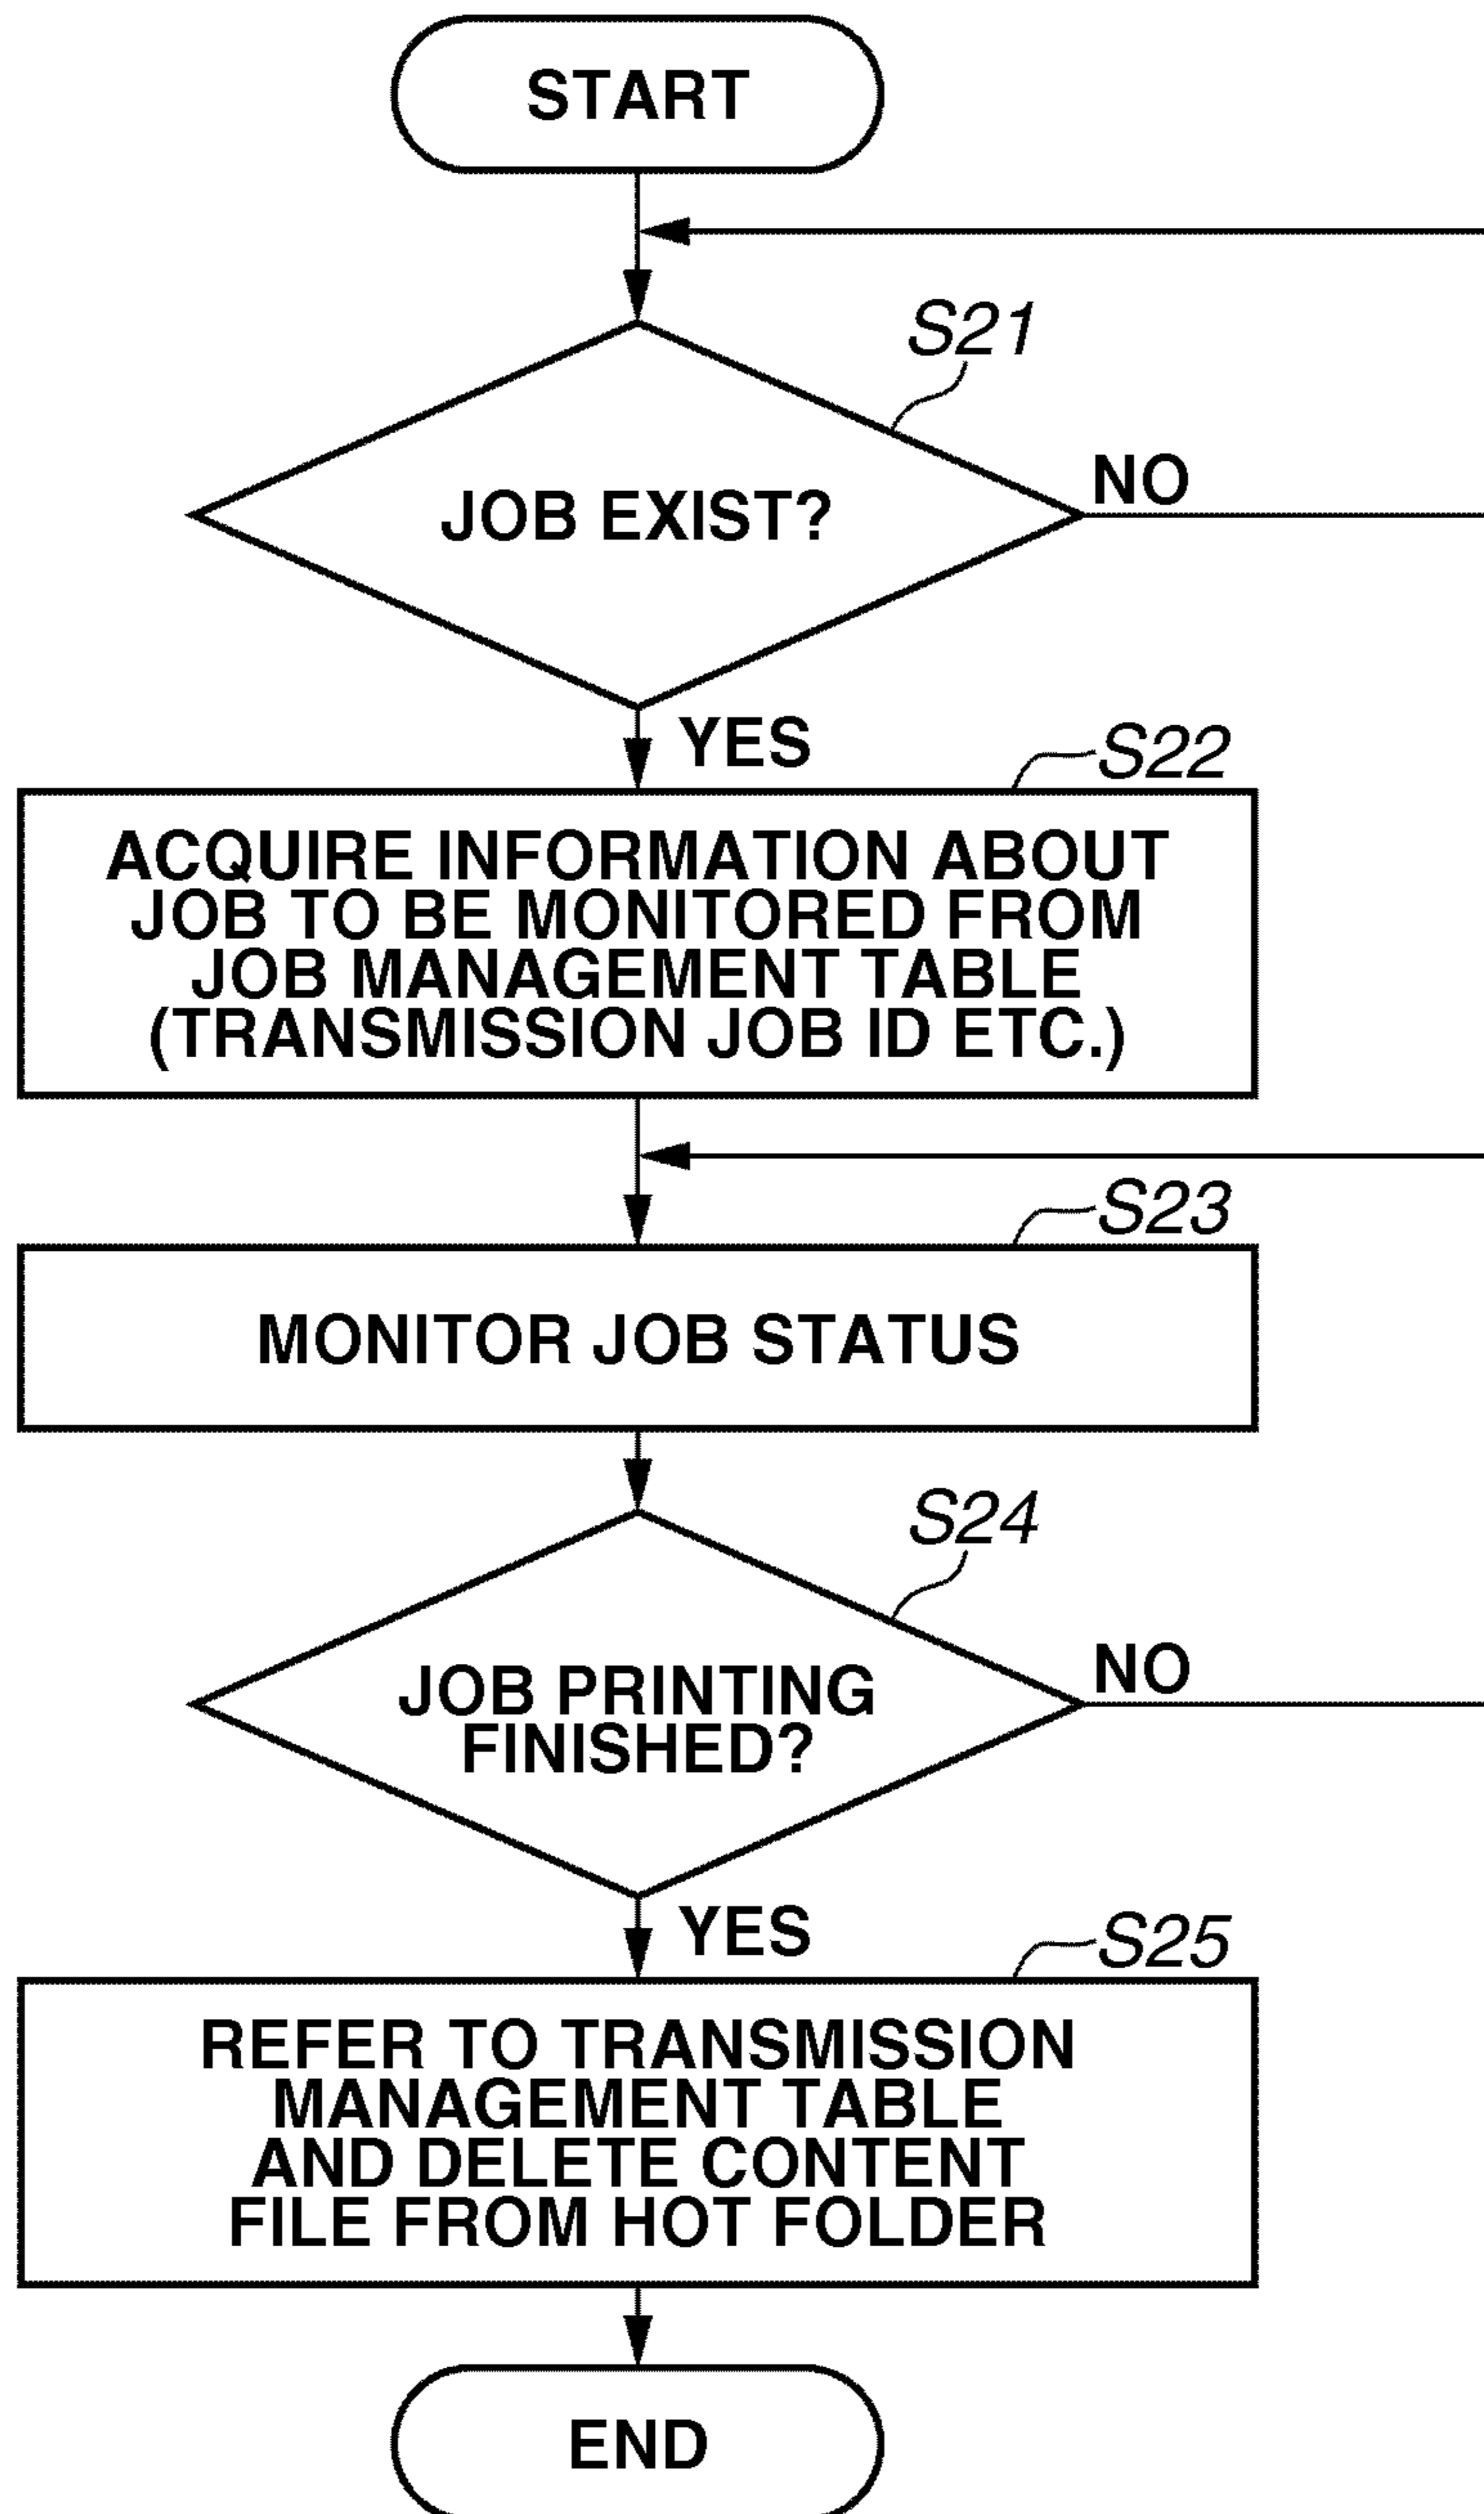 START
S21
JOB EXIST?
NO
YES
S22
ACQUIRE INFORMATION ABOUT
JOB TO BE MONITORED FROM
JOB MANAGEMENT TABLE
(TRANSMISSION JOB ID ETC.)
S23
MONITOR JOB STATUS
S24
JOB PRINTING
FINISHED?
NO
YES
S25
REFER TO TRANSMISSION
MANAGEMENT TABLE
AND DELETE CONTENT
FILE FROM HOT FOLDER
END